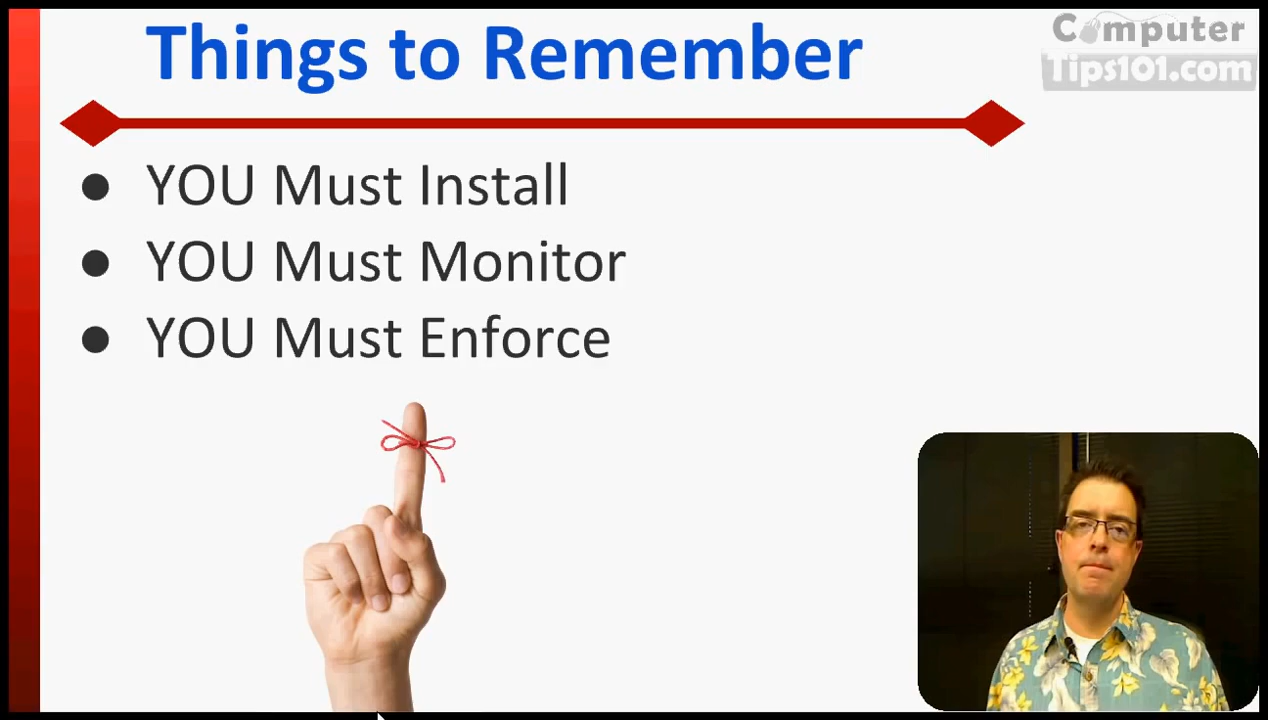 Things to Remember
Computer
Tips101.com
● YOU Must Install
● YOU Must Monitor
● YOU Must Enforce